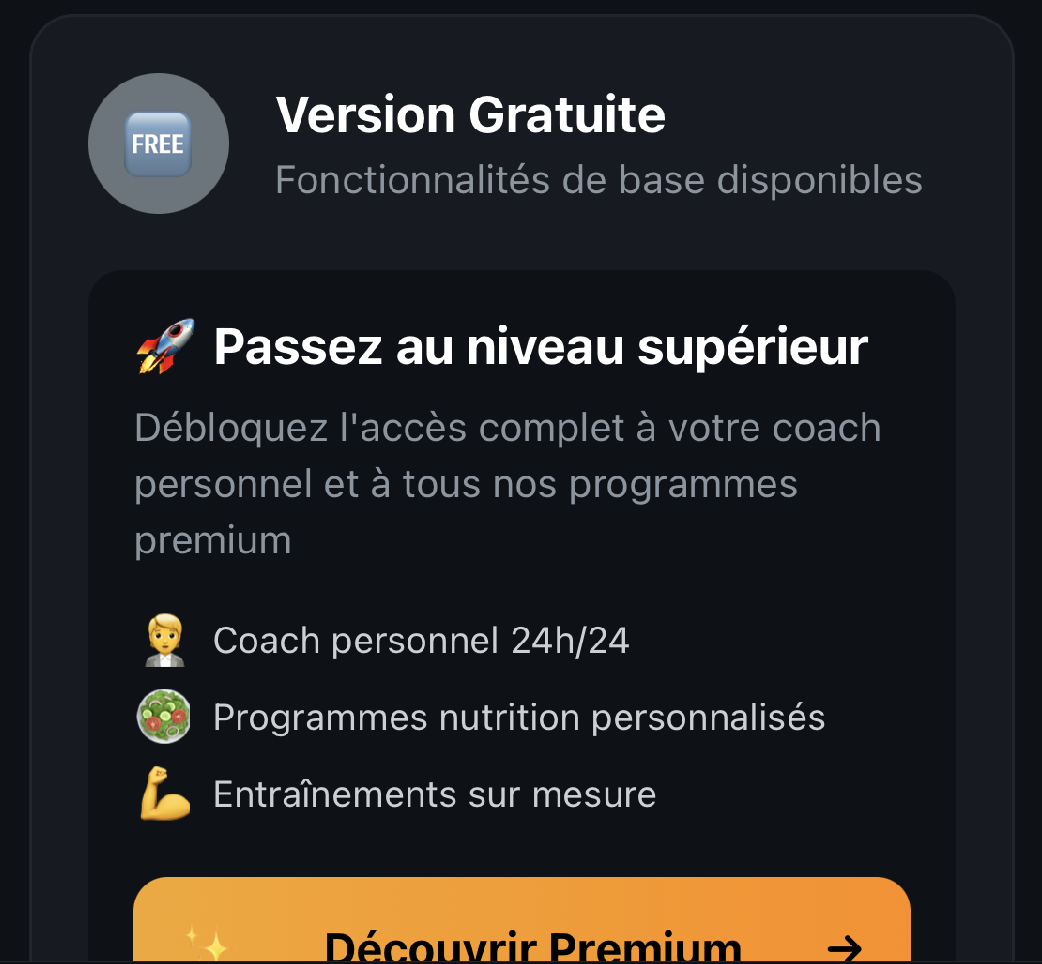 FREE
Version Gratuite
Fonctionnalités de base disponibles
🚀 Passez au niveau supérieur
Débloquez l'accès complet à votre coach
personnel et à tous nos programmes
premium
Coach personnel 24h/24
Programmes nutrition personnalisés
Entraînements sur mesure
Découvrir Premium →